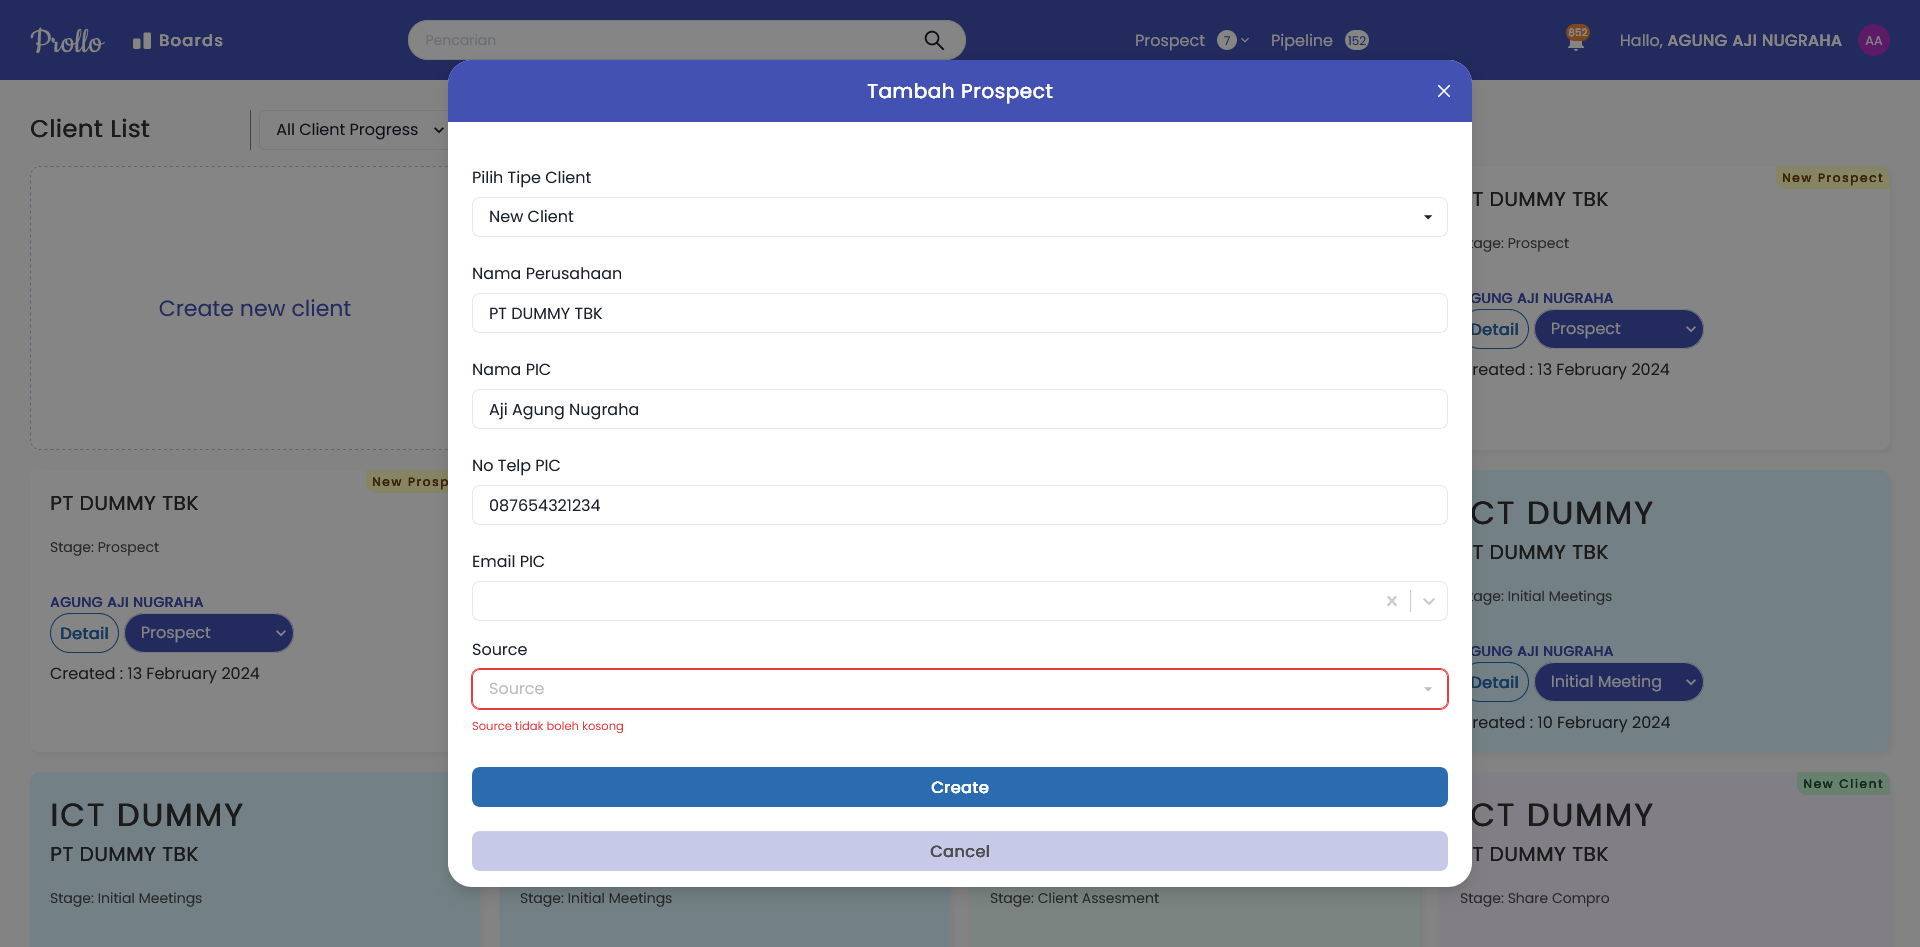 Prollo
Boards
Pencarian
Prospect 7
Pipeline 152
852
Hallo, AGUNG AJI NUGRAHA
AA
Client List
All Client Progress
Create new client
Tambah Prospect
Pilih Tipe Client
New Client
Nama Perusahaan
PT DUMMY TBK
Nama PIC
Aji Agung Nugraha
No Telp PIC
087654321234
Email PIC
Source
Source
Source tidak boleh kosong
Create
Cancel
New Prospect
T DUMMY TBK
tage: Prospect
GUNG AJI NUGRAHA
Detail
Prospect
reated : 13 February 2024
New Prosp
PT DUMMY TBK
Stage: Prospect
AGUNG AJI NUGRAHA
Detail
Prospect
Created : 13 February 2024
CT DUMMY
T DUMMY TBK
tage: Initial Meetings
GUNG AJI NUGRAHA
Detail
Initial Meeting
reated : 10 February 2024
ICT DUMMY
PT DUMMY TBK
Stage: Initial Meetings
Stage: Initial Meetings
Stage: Client Assesment
New Client
CT DUMMY
T DUMMY TBK
Stage: Share Compro